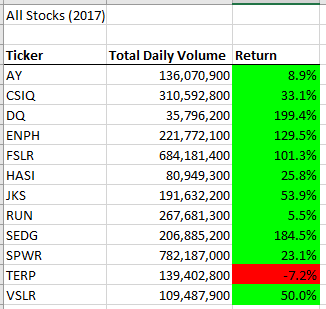 All Stocks (2017)
Ticker Total Daily Volume Return
AY 136,070,900 8.9%
CSIQ 310,592,800 33.1%
DQ 35,796,200 199.4%
ENPH 221,772,100 129.5%
FSLR 684,181,400 101.3%
HASI 80,949,300 25.8%
JKS 191,632,200 53.9%
RUN 267,681,300 5.5%
SEDG 206,885,200 184.5%
SPWR 782,187,000 23.1%
TERP 139,402,800 -7.2%
VSLR 109,487,900 50.0%